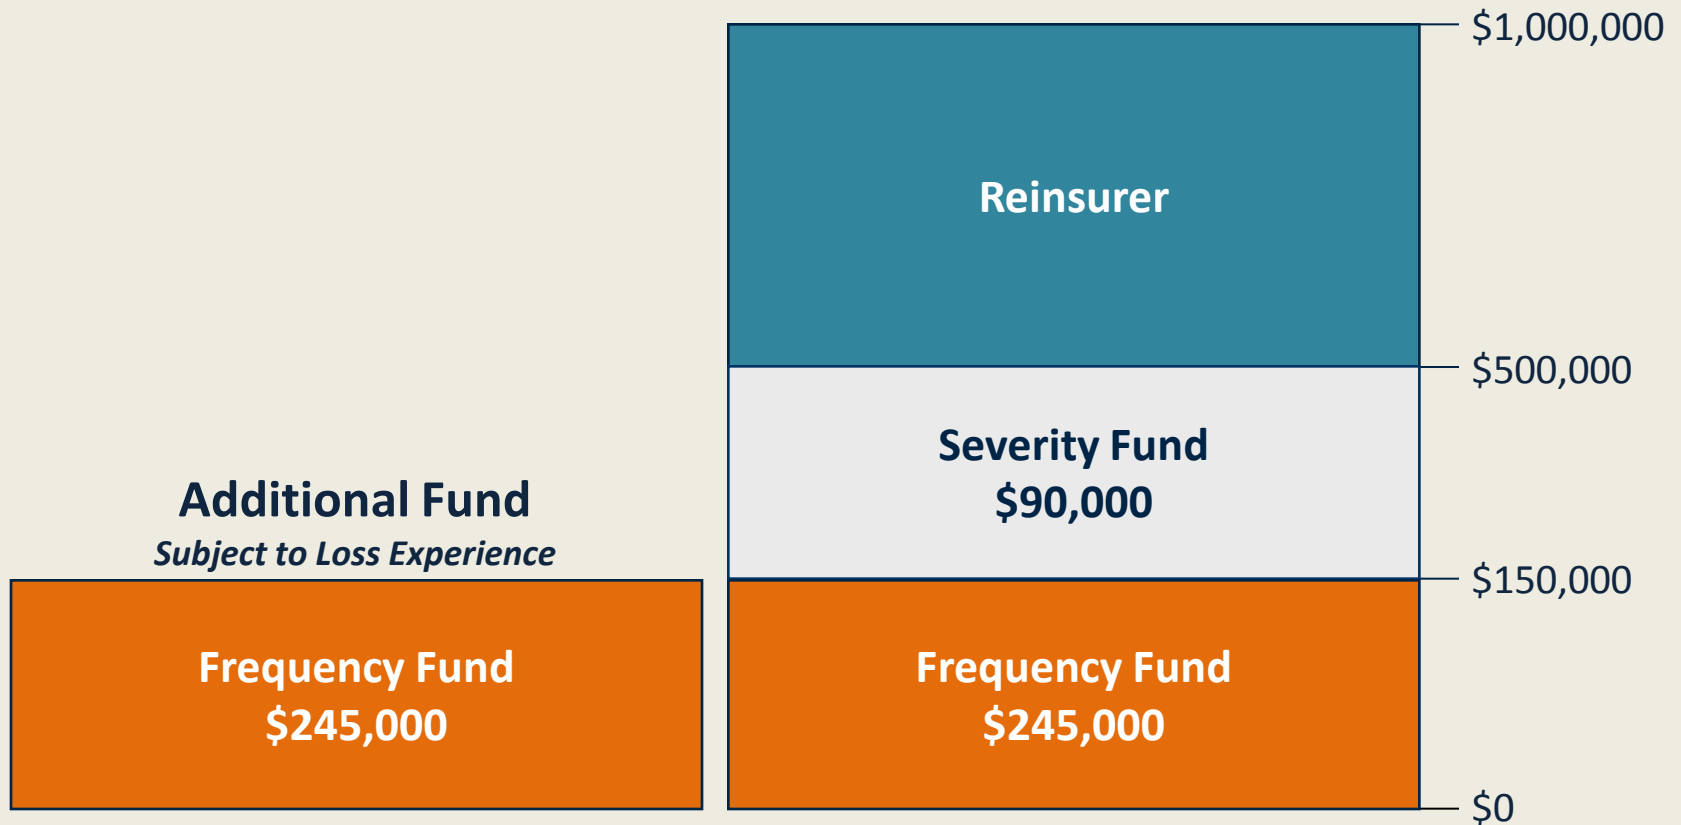 $1,000,000
Reinsurer
$500,000
Severity Fund
$90,000
Additional Fund
Subject to Loss Experience
$150,000
Frequency Fund
$245,000
Frequency Fund
$245,000
$0